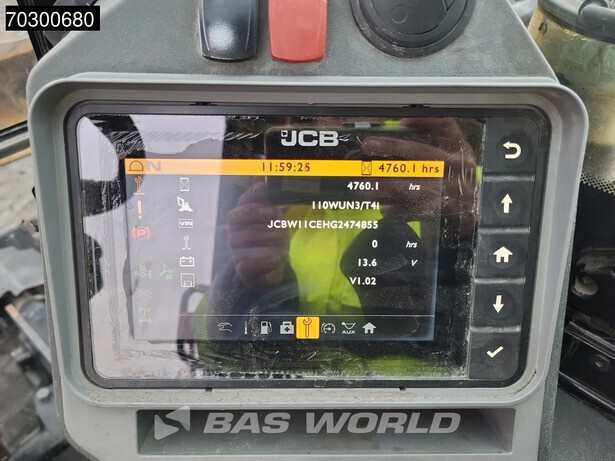 70300680
JCB
N 11:59:25 4760.1 hrs
4760.1 hrs
110WUN3/T4i
VIN JCBW11CEHG2474855
0 hrs
13.6 V
V1.02
AUX
BAS WORLD